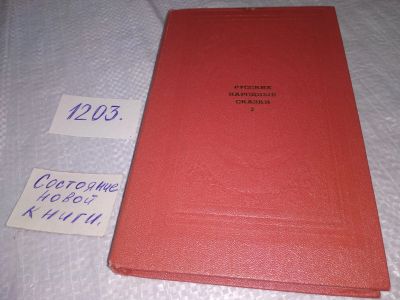 РУССКИЕ
НАРОДНЫЕ
СКАЗКИ
2
1203.
Состояние
новой
книги.